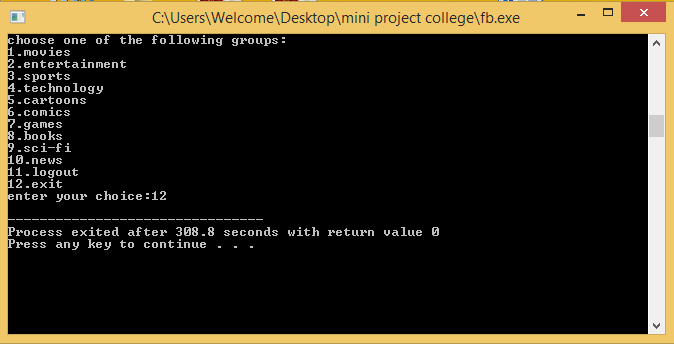 C:\Users\Welcome\Desktop\mini project college\fb.exe
choose one of the following groups:
1.movies
2.entertainment
3.sports
4.technology
5.cartoons
6.comics
7.games
8.books
9.sci-fi
10.news
11.logout
12.exit
enter your choice:12
--------------------------------
Process exited after 308.8 seconds with return value 0
Press any key to continue . . .